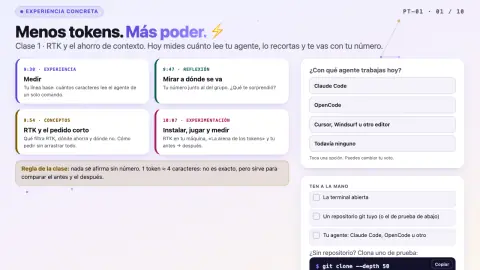 EXPERIENCIA CONCRETA
PT-01 · 01 / 10
Menos tokens. Más poder. ⚡
Clase 1 · RTK y el ahorro de contexto. Hoy mides cuánto lee tu agente, lo recortas y te vas con tu número.
9:30 · EXPERIENCIA
Medir
Tu línea base: cuántos caracteres lee el agente de
un solo comando.
9:47 · REFLEXIÓN
Mirar a dónde se va
Tu número junto al del grupo. ¿Qué te sorprendió?
9:54 · CONCEPTOS
RTK y el pedido corto
Qué filtra RTK, dónde ahorra y dónde no. Cómo
pedir sin arrastrar todo.
10:07 · EXPERIMENTACIÓN
Instalar, jugar y medir
RTK en tu máquina, «La arena de los tokens» y tu
antes → después.
Regla de la clase: nada se afirma sin número. 1 token ≈ 4 caracteres: no es exacto, pero sirve para
comparar el antes y el después.
¿Con qué agente trabajas hoy?
Claude Code
OpenCode
Cursor, Windsurf u otro editor
Todavía ninguno
Toca una opción. Puedes cambiar tu voto.
TEN A LA MANO
La terminal abierta
Un repositorio git tuyo (o el de prueba de abajo)
Tu agente: Claude Code, OpenCode u otro
¿Sin repositorio? Clona uno de prueba:
$ git clone --depth 50
Copiar